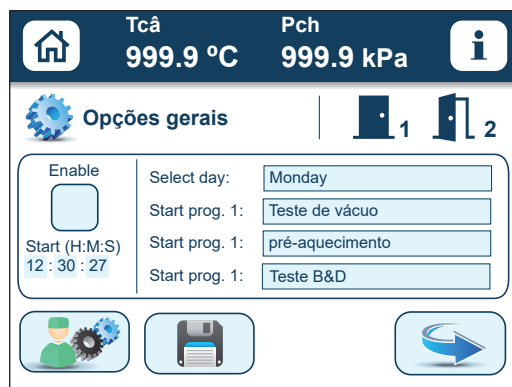 Tcâ Pch
999.9 ºC 999.9 kPa
i
Opções gerais
1 2
Enable
Start (H:M:S)
12 : 30 : 27
Select day: Monday
Start prog. 1: Teste de vácuo
Start prog. 1: pré-aquecimento
Start prog. 1: Teste B&D